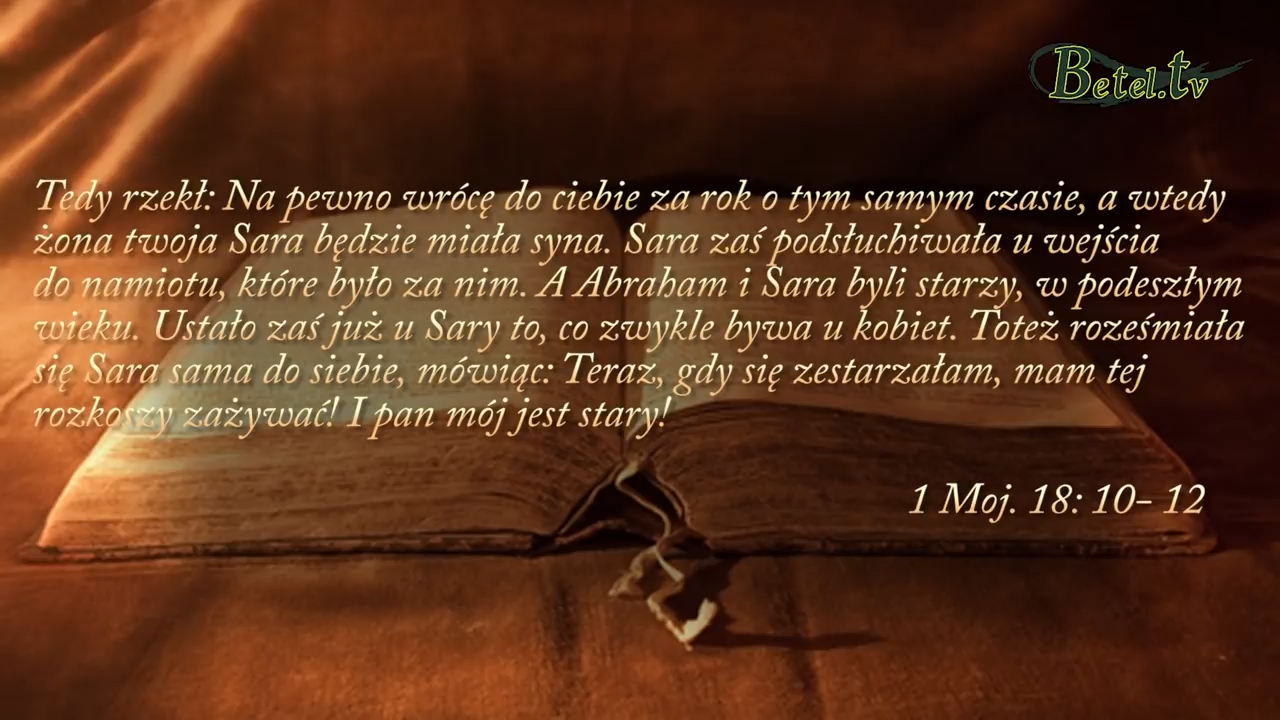 Betel.tv
Tedy rzekł: Na pewno wrócę do ciebie za rok o tym samym czasie, a wtedy
żona twoja Sara będzie miała syna. Sara zaś podsłuchiwała u wejścia
do namiotu, które było za nim. A Abraham i Sara byli starzy, w podeszłym
wieku. Ustało zaś już u Sary to, co zwykle bywa u kobiet. Toteż roześmiała
się Sara sama do siebie, mówiąc: Teraz, gdy się zestarzałam, mam tej
rozkoszy zażywać! I pan mój jest stary!
1 Moj. 18: 10- 12